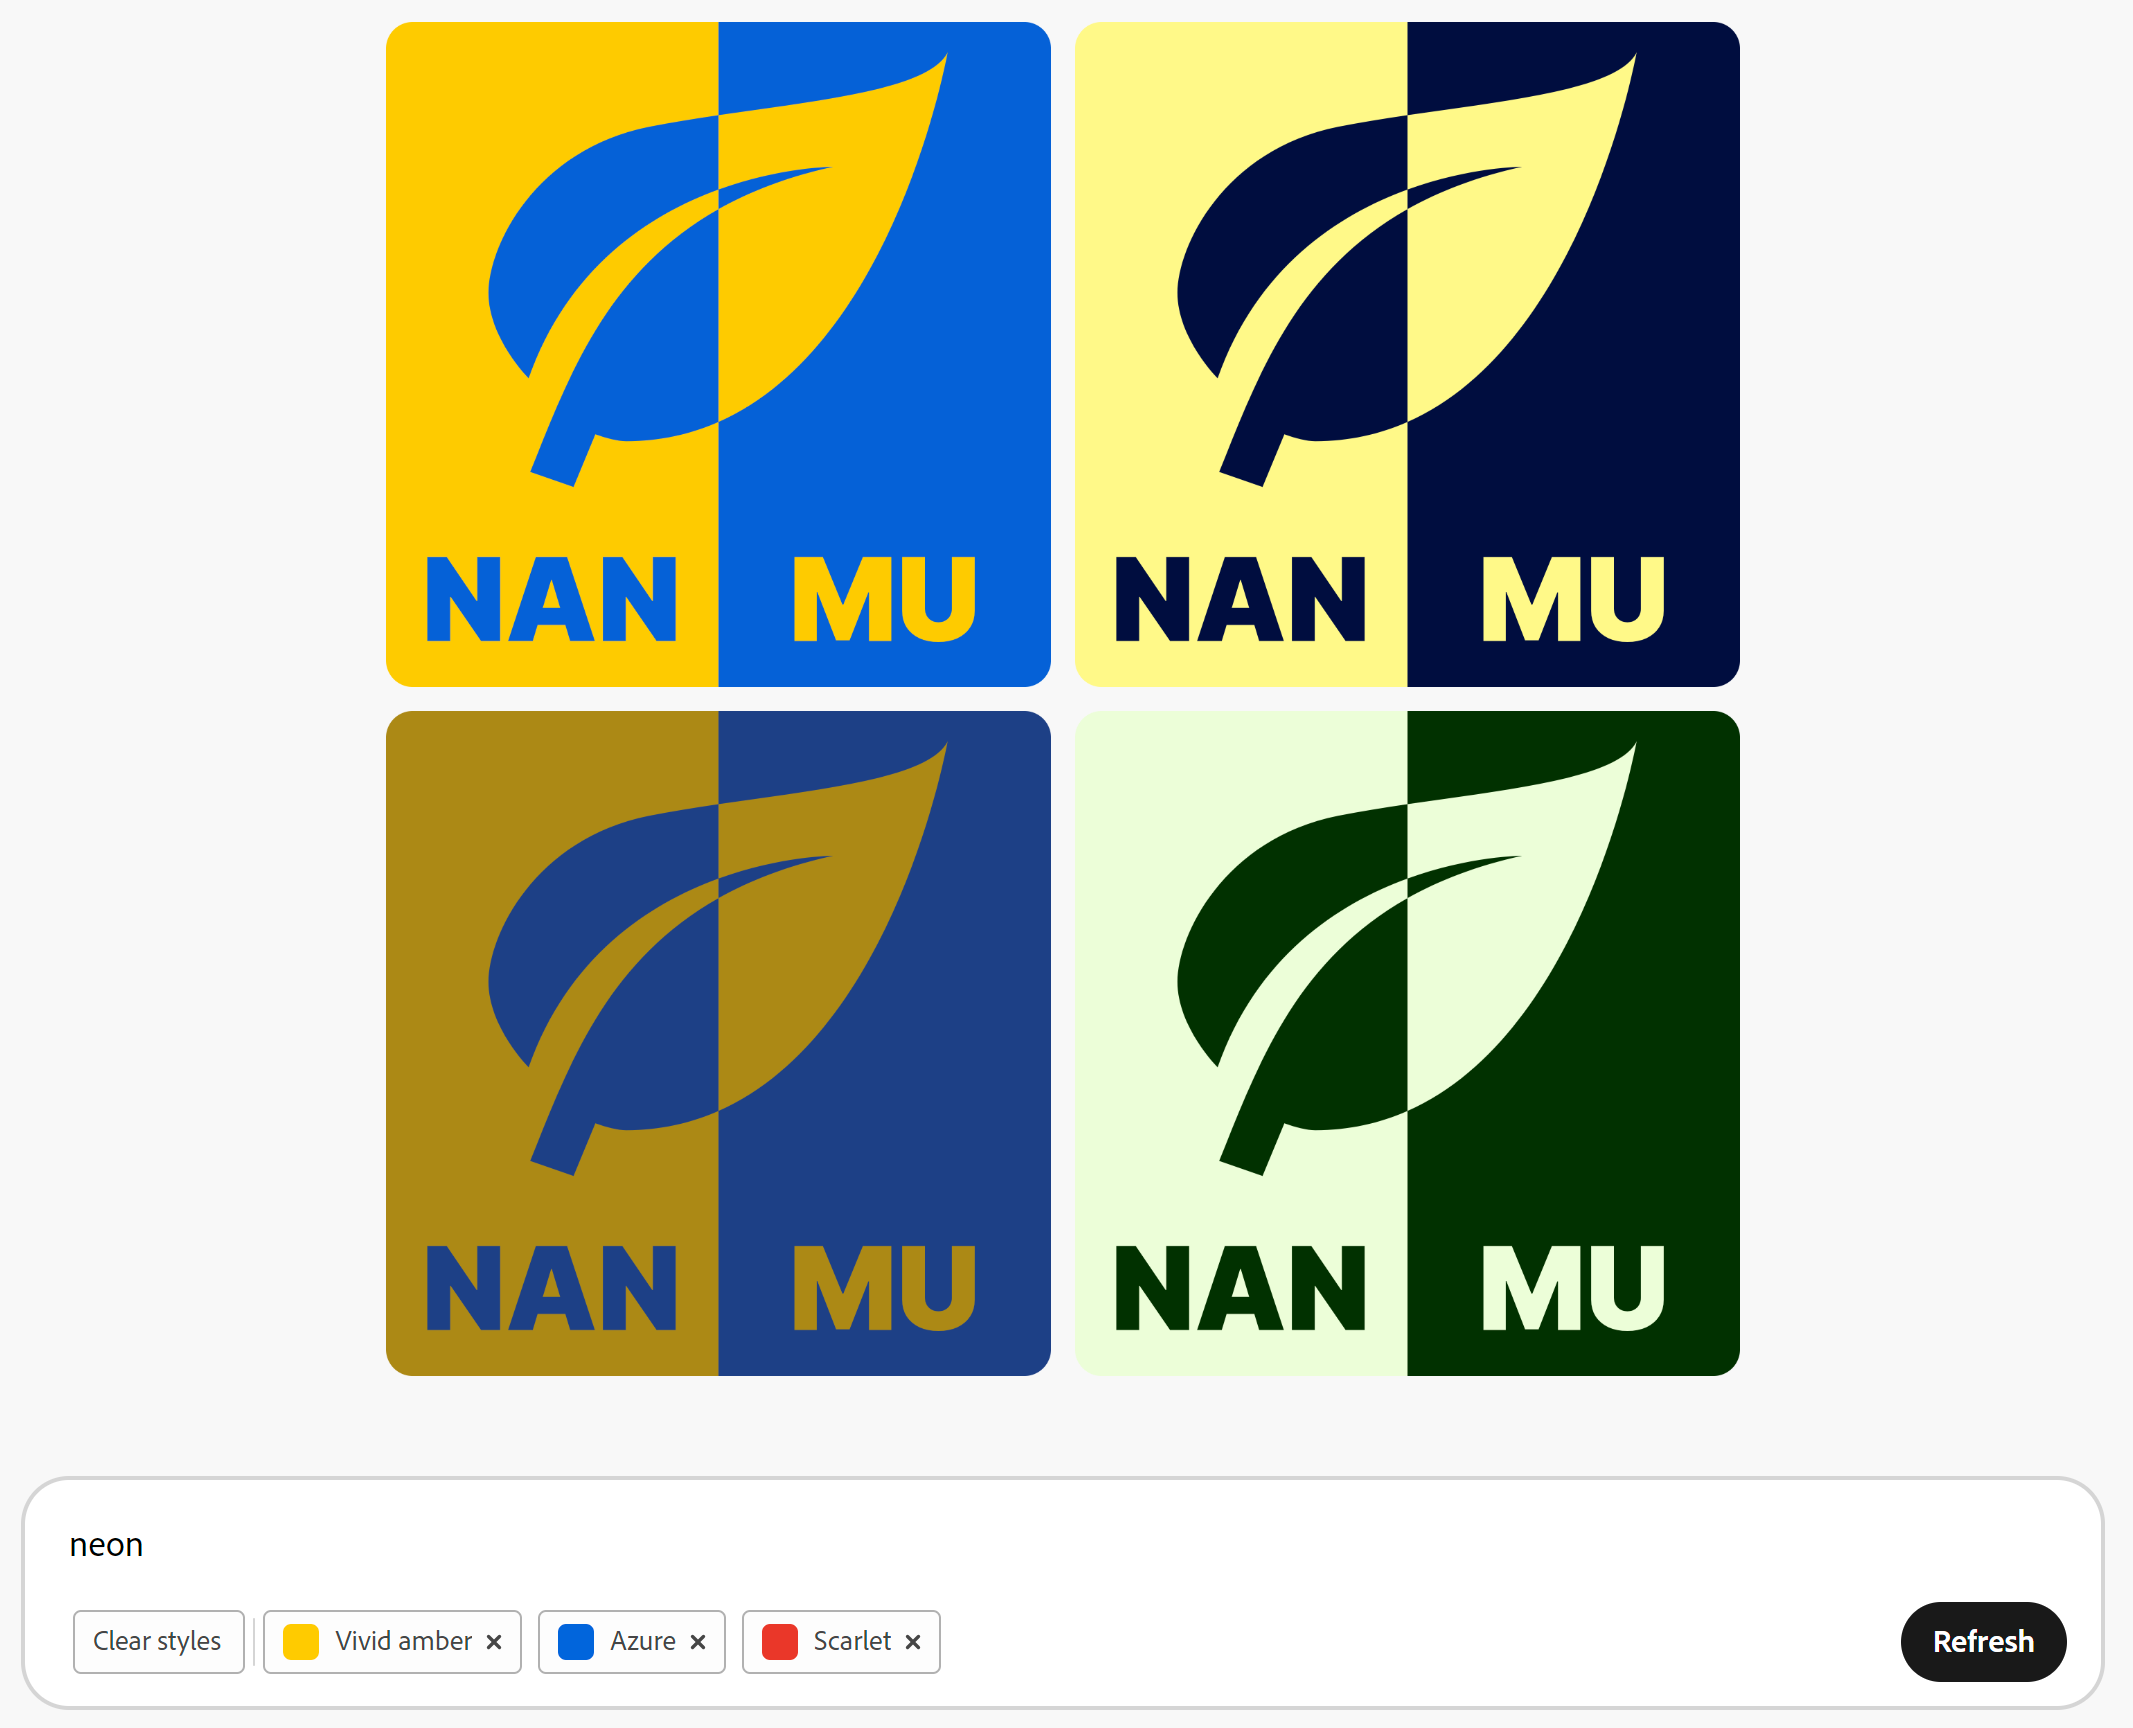 NAN MU
NAN MU
NAN MU
NAN MU
neon
Clear styles
Vivid amber
Azure
Scarlet
Refresh